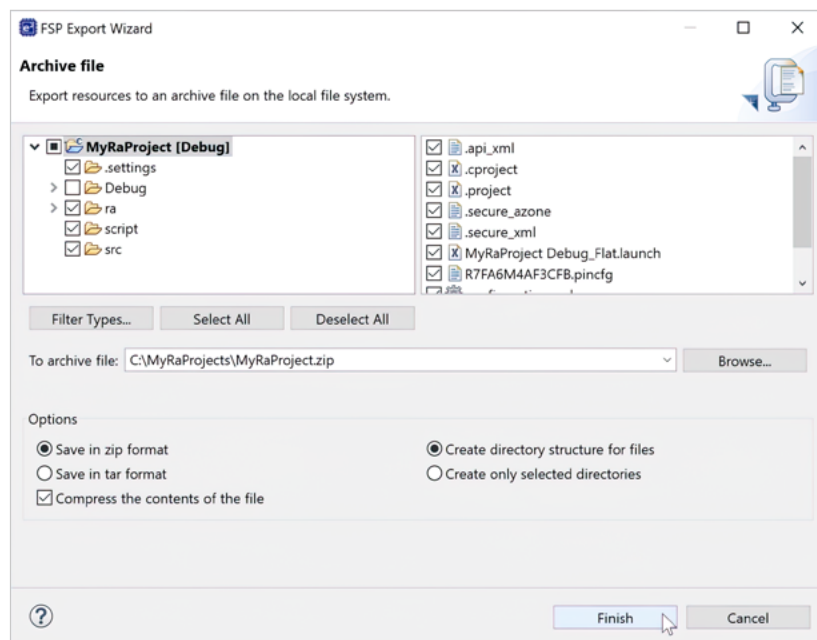 FSP Export Wizard
Archive file
Export resources to an archive file on the local file system.
MyRaProject [Debug]
.settings
Debug
ra
script
src
.api_xml
.cproject
.project
.secure_azone
.secure_xml
MyRaProject Debug_Flat.launch
R7FA6M4AF3CFB.pincfg
Filter Types...
Select All
Deselect All
To archive file:
C:\MyRaProjects\MyRaProject.zip
Browse...
Options
Save in zip format
Create directory structure for files
Save in tar format
Create only selected directories
Compress the contents of the file
Finish
Cancel